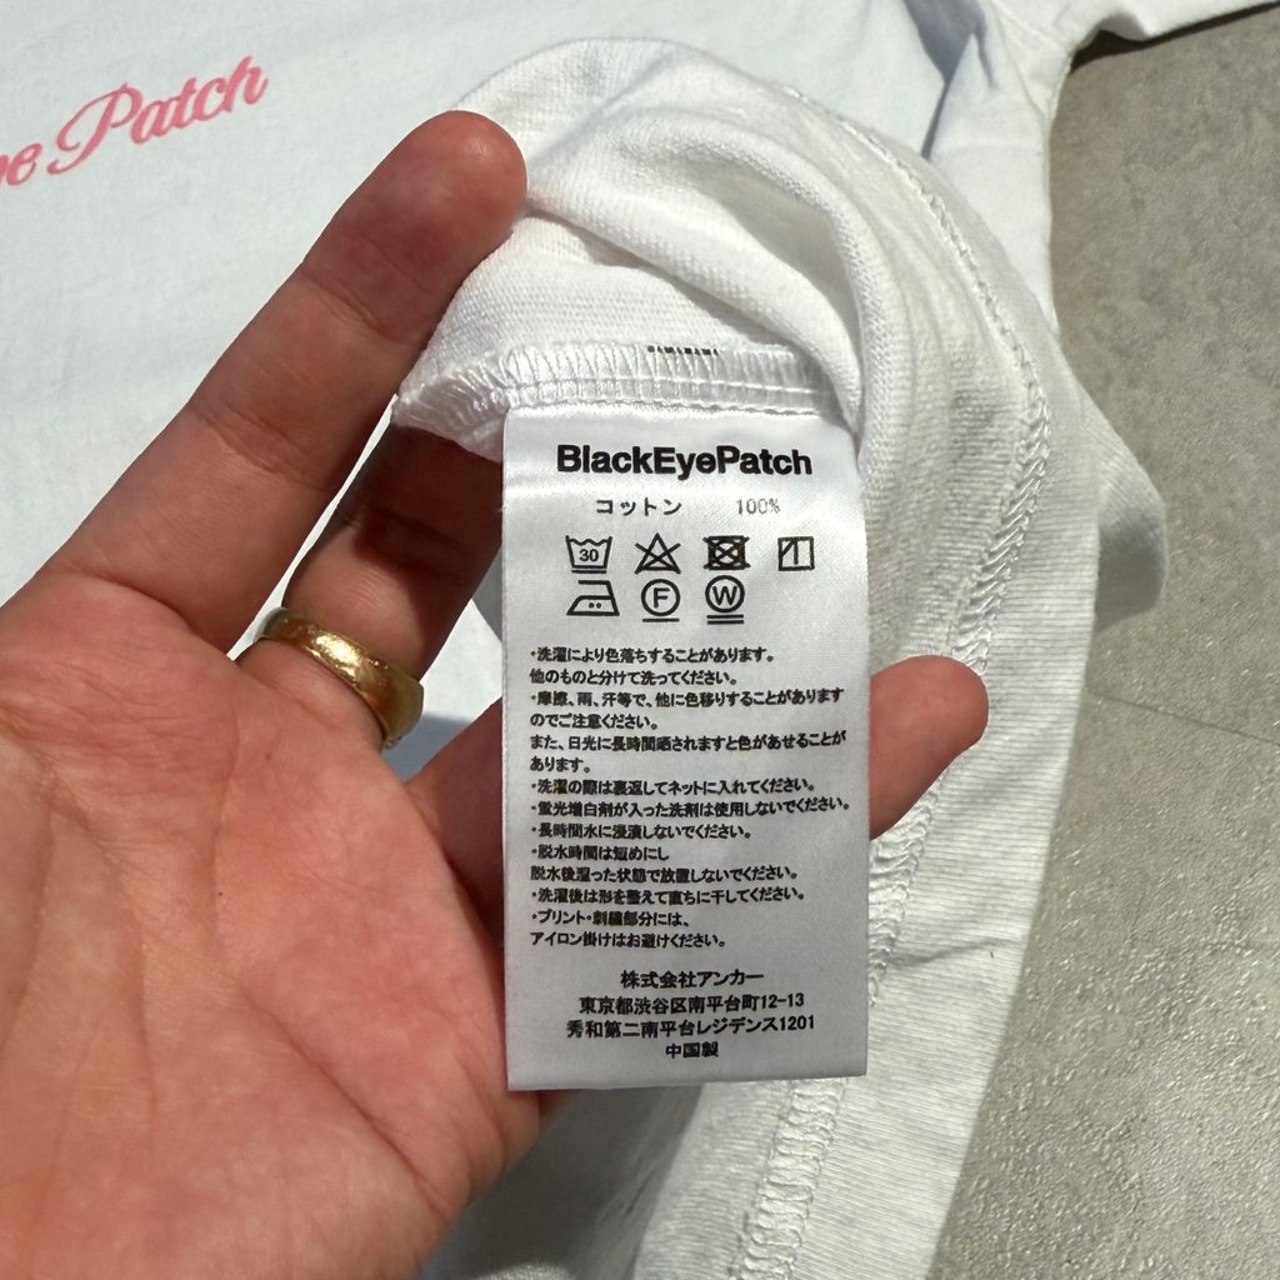 Patch
BlackEyePatch
コットン 100%
30
F W
・洗濯により色落ちすることがあります。
他のものと分けて洗ってください。
・摩擦、雨、汗等で、他に色移りすることがあります
のでご注意ください。
また、日光に長時間晒されますと色があせることが
あります。
・洗濯の際は裏返してネットに入れてください。
・蛍光増白剤が入った洗剤は使用しないでください。
・長時間水に浸漬しないでください。
・脱水時間は短めにし
脱水後湿った状態で放置しないでください。
・洗濯後は形を整えて直ちに干してください。
・プリント・刺繍部分には、
アイロン掛けはお避けください。
株式会社アンカー
東京都渋谷区南平台町12-13
秀和第二南平台レジデンス1201
中国製